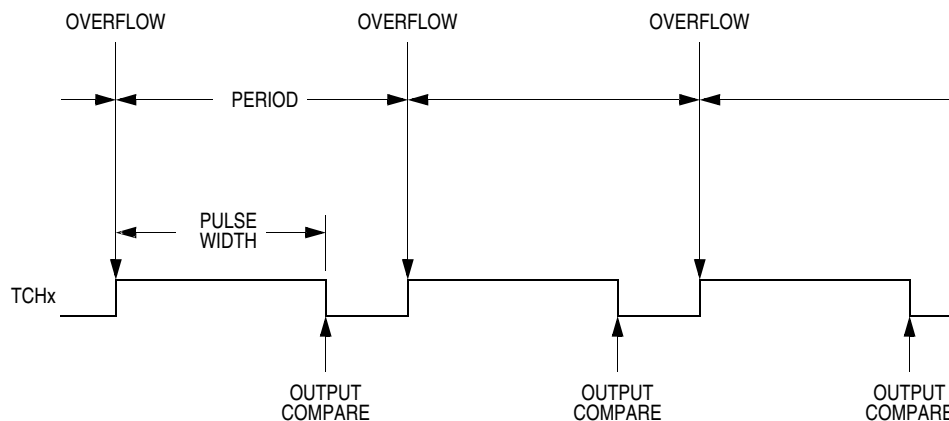 OVERFLOW
OVERFLOW
OVERFLOW
PERIOD
PULSE
WIDTH
TCHx
OUTPUT
COMPARE
OUTPUT
COMPARE
OUTPUT
COMPARE